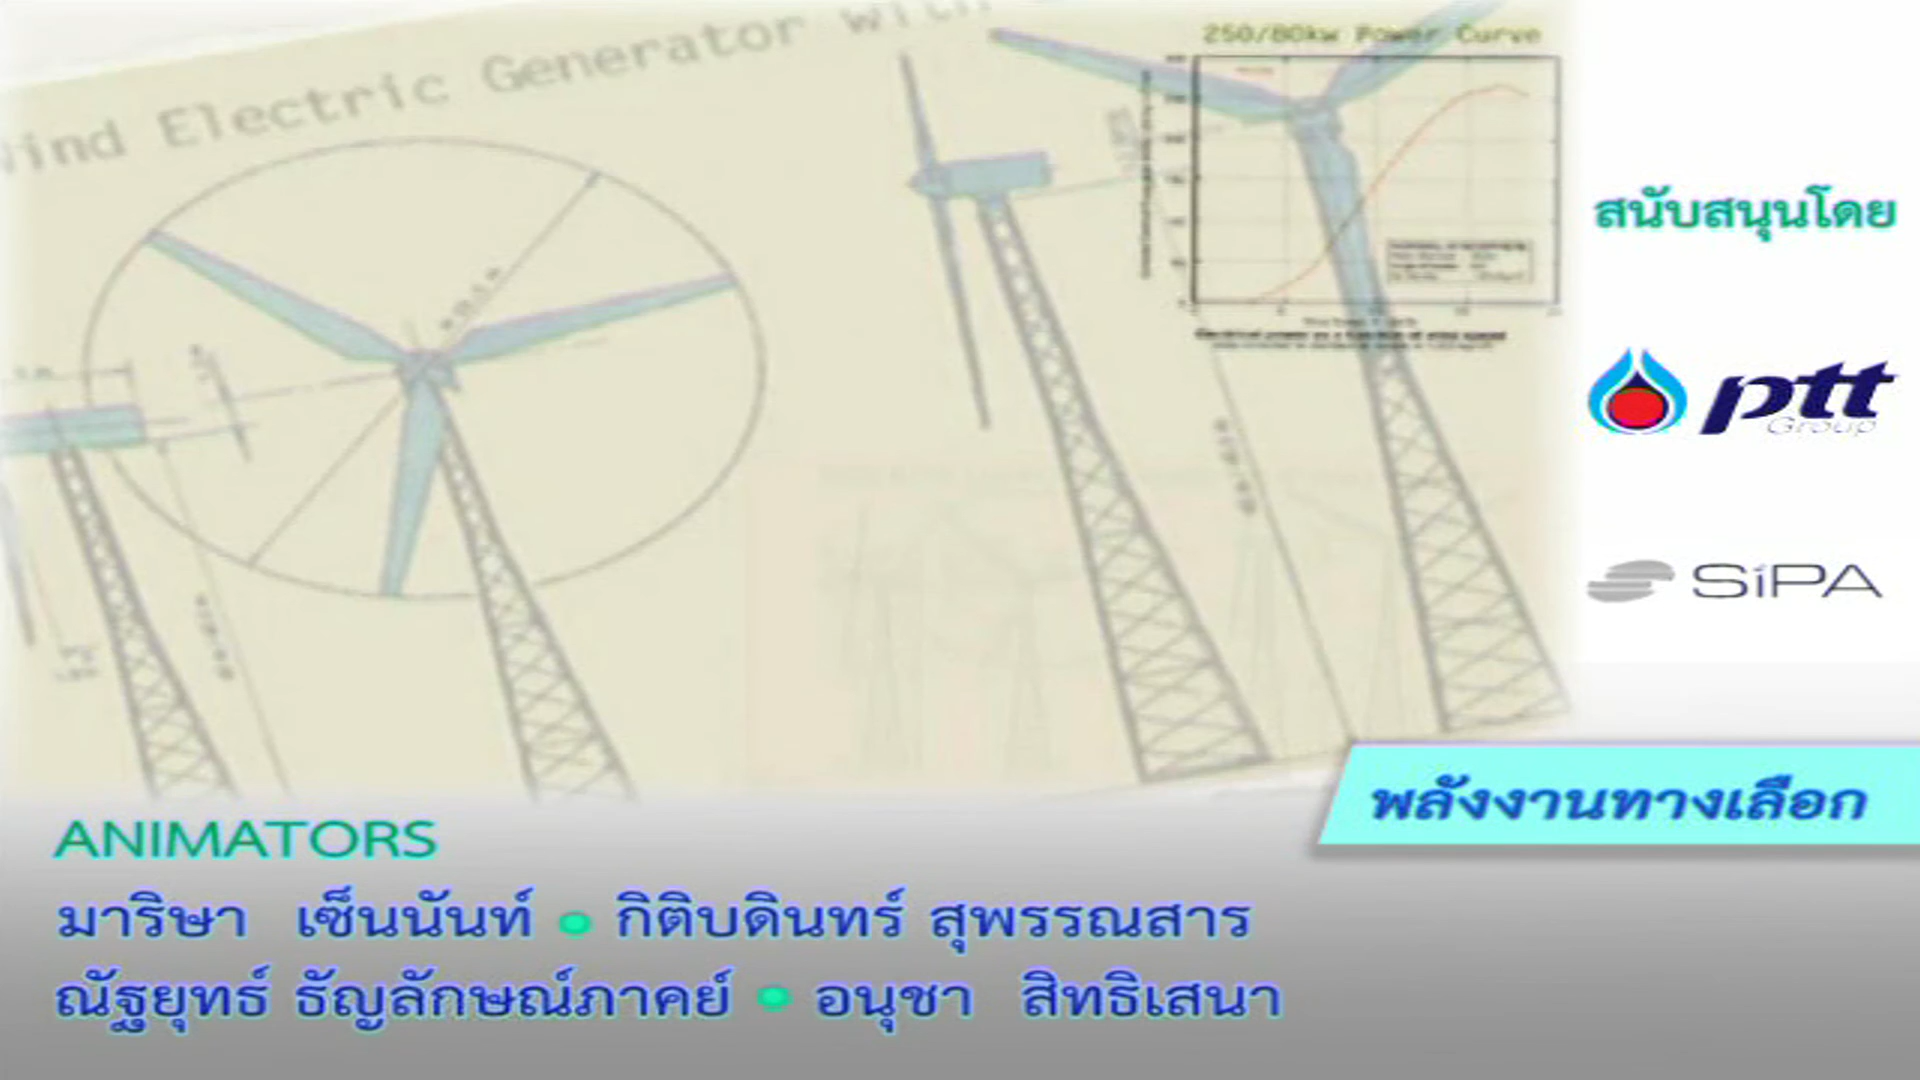 Wind Electric Generator with
250/80kW Power Curve
สนับสนุนโดย
ptt
Group
SiPA
พลังงานทางเลือก
ANIMATORS
มาริษา เซ็นนันท์ • กิติบดินทร์ สุพรรณสาร
ณัฐยุทธ์ ธัญลักษณ์ภาคย์ • อนุชา สิทธิเสนา